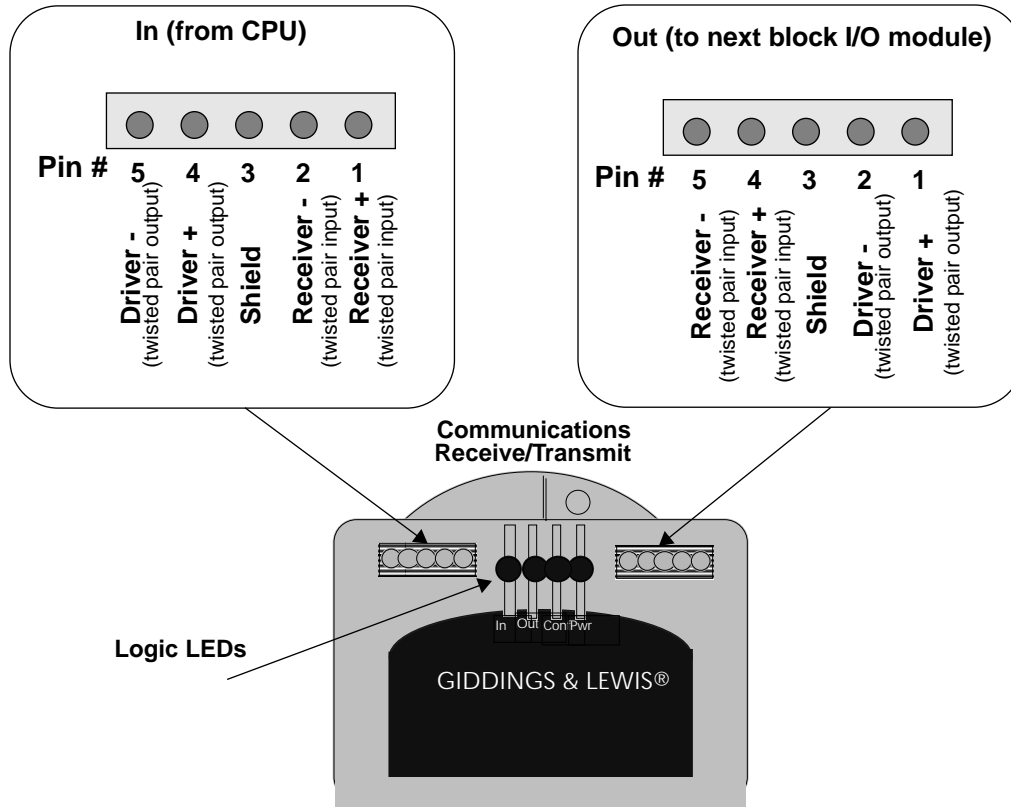 In (from CPU)
Pin # 5 4 3 2 1
Driver -
(twisted pair output)
Driver +
(twisted pair output)
Shield
Receiver -
(twisted pair input)
Receiver +
(twisted pair input)
Out (to next block I/O module)
Pin # 5 4 3 2 1
Receiver -
(twisted pair input)
Receiver +
(twisted pair input)
Shield
Driver -
(twisted pair output)
Driver +
(twisted pair output)
Communications
Receive/Transmit
In Out Con Pwr
Logic LEDs
GIDDINGS & LEWIS®